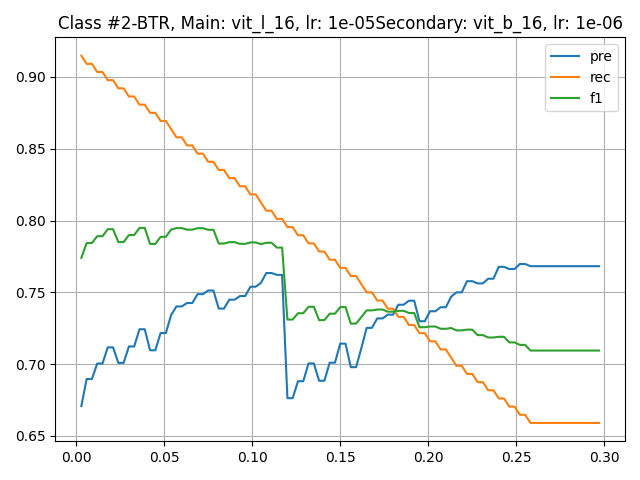 Class #2-BTR, Main: vit_l_16, lr: 1e-05Secondary: vit_b_16, lr: 1e-06
pre
rec
f1
0.90
0.85
0.80
0.75
0.70
0.65
0.00 0.05 0.10 0.15 0.20 0.25 0.30